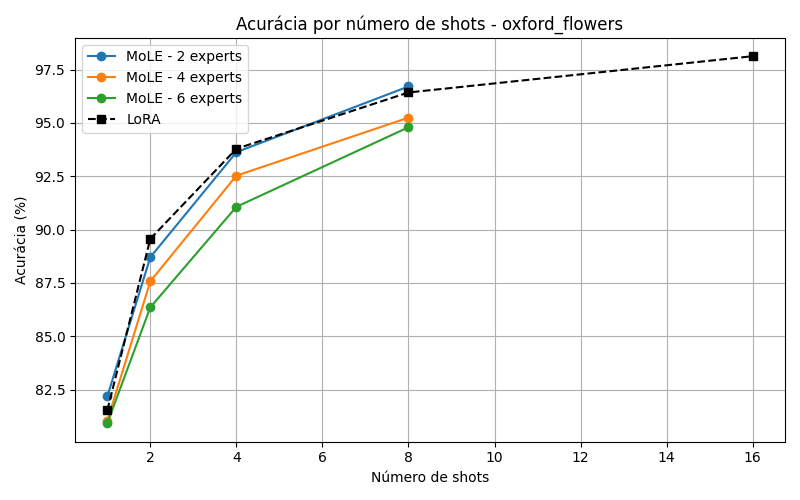 Acurácia por número de shots - oxford_flowers
MoLE - 2 experts
MoLE - 4 experts
MoLE - 6 experts
LoRA
Acurácia (%)
97.5
95.0
92.5
90.0
87.5
85.0
82.5
2 4 6 8 10 12 14 16
Número de shots